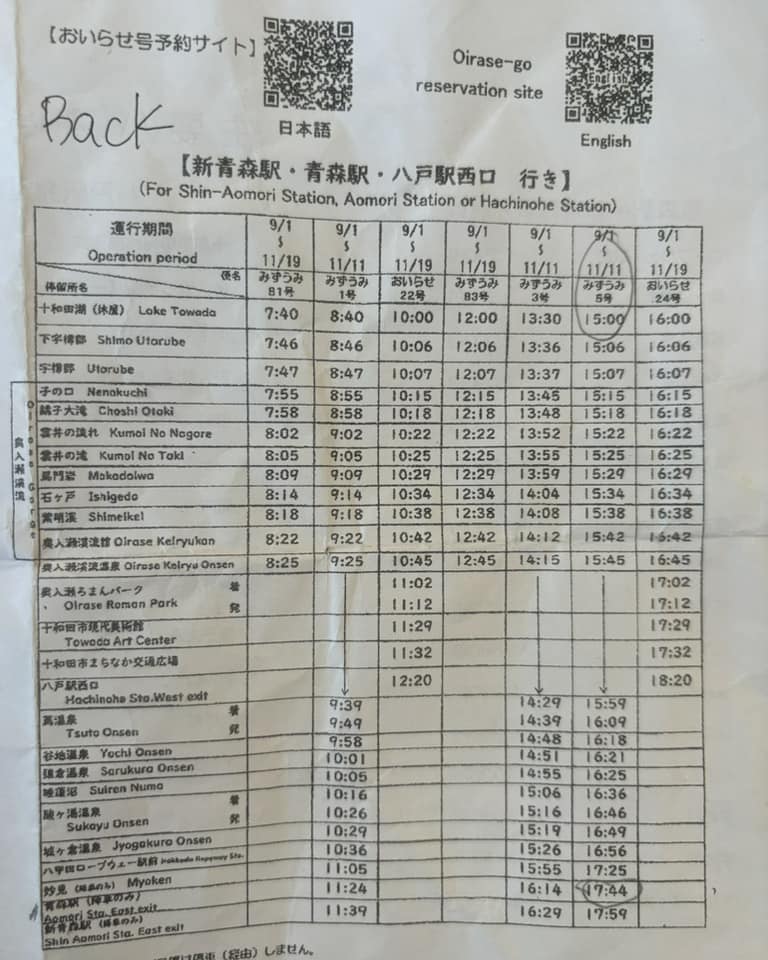 【おいらせ号予約サイト】
日本語
Oirase-go
reservation site
English
Back
【新青森駅・青森駅・八戸駅西口 行き】
(For Shin-Aomori Station, Aomori Station or Hachinohe Station)
運行期間 9/1 9/1 9/1 9/1 9/1 9/1 9/1
Operation period ～ ～ ～ ～ ～ ～ ～
11/19 11/11 11/19 11/19 11/11 11/11 11/19
便名 みずうみ みずうみ おいらせ みずうみ みずうみ みずうみ おいらせ
停留所名 81号 1号 22号 83号 3号 5号 24号
十和田湖（休屋） Lake Towada 7:40 8:40 10:00 12:00 13:30 15:00 16:00
下宇樽部 Shimo Utarube 7:46 8:46 10:06 12:06 13:36 15:06 16:06
宇樽部 Utarube 7:47 8:47 10:07 12:07 13:37 15:07 16:07
奥入瀬渓流 Oirase Gorge
子の口 Nenokuchi 7:55 8:55 10:15 12:15 13:45 15:15 16:15
銚子大滝 Choshi Otaki 7:58 8:58 10:18 12:18 13:48 15:18 16:18
雲井の流れ Kumoi No Nagare 8:02 9:02 10:22 12:22 13:52 15:22 16:22
雲井の滝 Kumoi No Taki 8:05 9:05 10:25 12:25 13:55 15:25 16:25
馬門岩 Makadoiwa 8:09 9:09 10:29 12:29 13:59 15:29 16:29
石ヶ戸 Ishigedo 8:14 9:14 10:34 12:34 14:04 15:34 16:34
紫明渓 Shimeikei 8:18 9:18 10:38 12:38 14:08 15:38 16:38
奥入瀬渓流館 Oirase Keiryukan 8:22 9:22 10:42 12:42 14:12 15:42 16:42
奥入瀬渓流温泉 Oirase Keiryu Onsen 8:25 9:25 10:45 12:45 14:15 15:45 16:45
奥入瀬ろまんパーク 着 11:02 17:02
Oirase Roman Park 発 11:12 17:12
十和田市現代美術館 11:29 17:29
Towada Art Center
十和田市まちなか交通広場 11:32 17:32
八戸駅西口 12:20 18:20
Hachinohe Sta.West exit
蔦温泉 着 9:39 14:29 15:59
Tsuta Onsen 発 9:49 14:39 16:09
谷地温泉 Yachi Onsen 9:58 14:48 16:18
猿倉温泉 Sarukura Onsen 10:01 14:51 16:21
睡蓮沼 Suiren Numa 10:05 14:55 16:25
酸ヶ湯温泉 着 10:16 15:06 16:36
Sukayu Onsen 発 10:26 15:16 16:46
城ヶ倉温泉 Jyogakura Onsen 10:29 15:19 16:49
八甲田ロープウェー駅前 Hakkoda Ropeway Sta. 10:36 15:26 16:56
妙見（降車のみ） Myoken 11:05 15:55 17:25
青森駅（降車のみ） 11:24 16:14 17:44
Aomori Sta. East exit
新青森駅（降車のみ） 11:39 16:29 17:59
Shin Aomori Sta. East exit
停車（経由）しません。